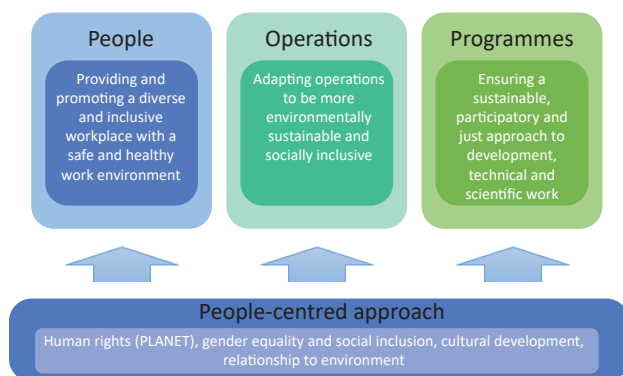 People
Providing and
promoting a diverse
and inclusive
workplace with a
safe and healthy
work environment
Operations
Adapting operations
to be more
environmentally
sustainable and
socially inclusive
Programmes
Ensuring a
sustainable,
participatory and
just approach to
development,
technical and
scientific work
People-centred approach
Human rights (PLANET), gender equality and social inclusion, cultural development,
relationship to environment